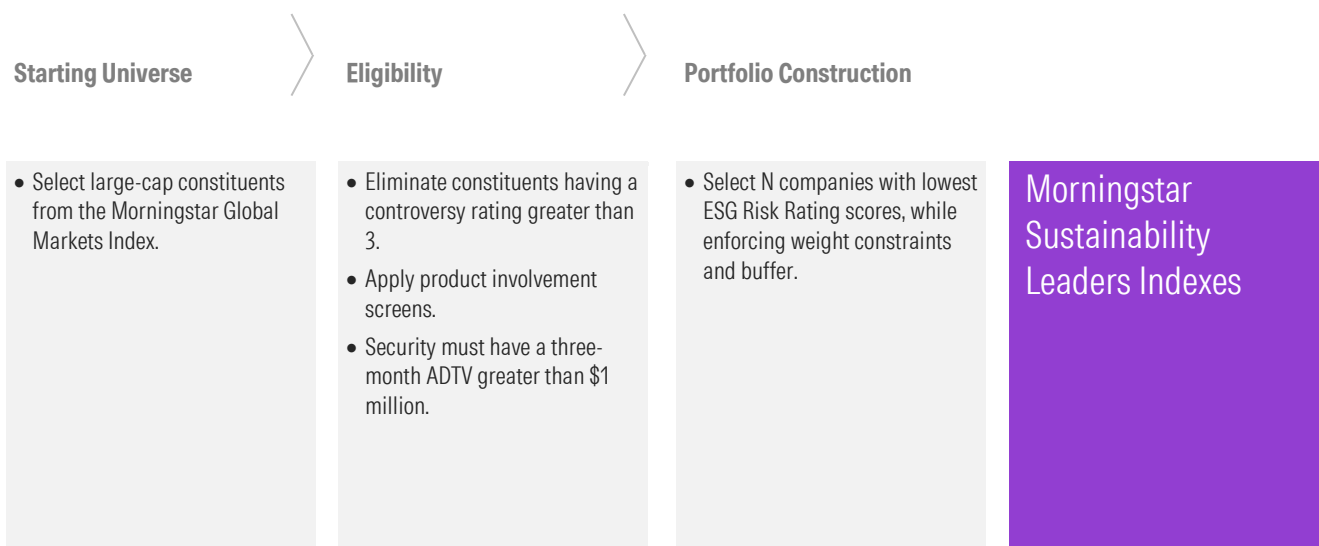 Starting Universe
Eligibility
Portfolio Construction
• Select large-cap constituents
from the Morningstar Global
Markets Index.
• Eliminate constituents having a
controversy rating greater than
3.
• Apply product involvement
screens.
• Security must have a three-
month ADTV greater than $1
million.
• Select N companies with lowest
ESG Risk Rating scores, while
enforcing weight constraints
and buffer.
Morningstar
Sustainability
Leaders Indexes